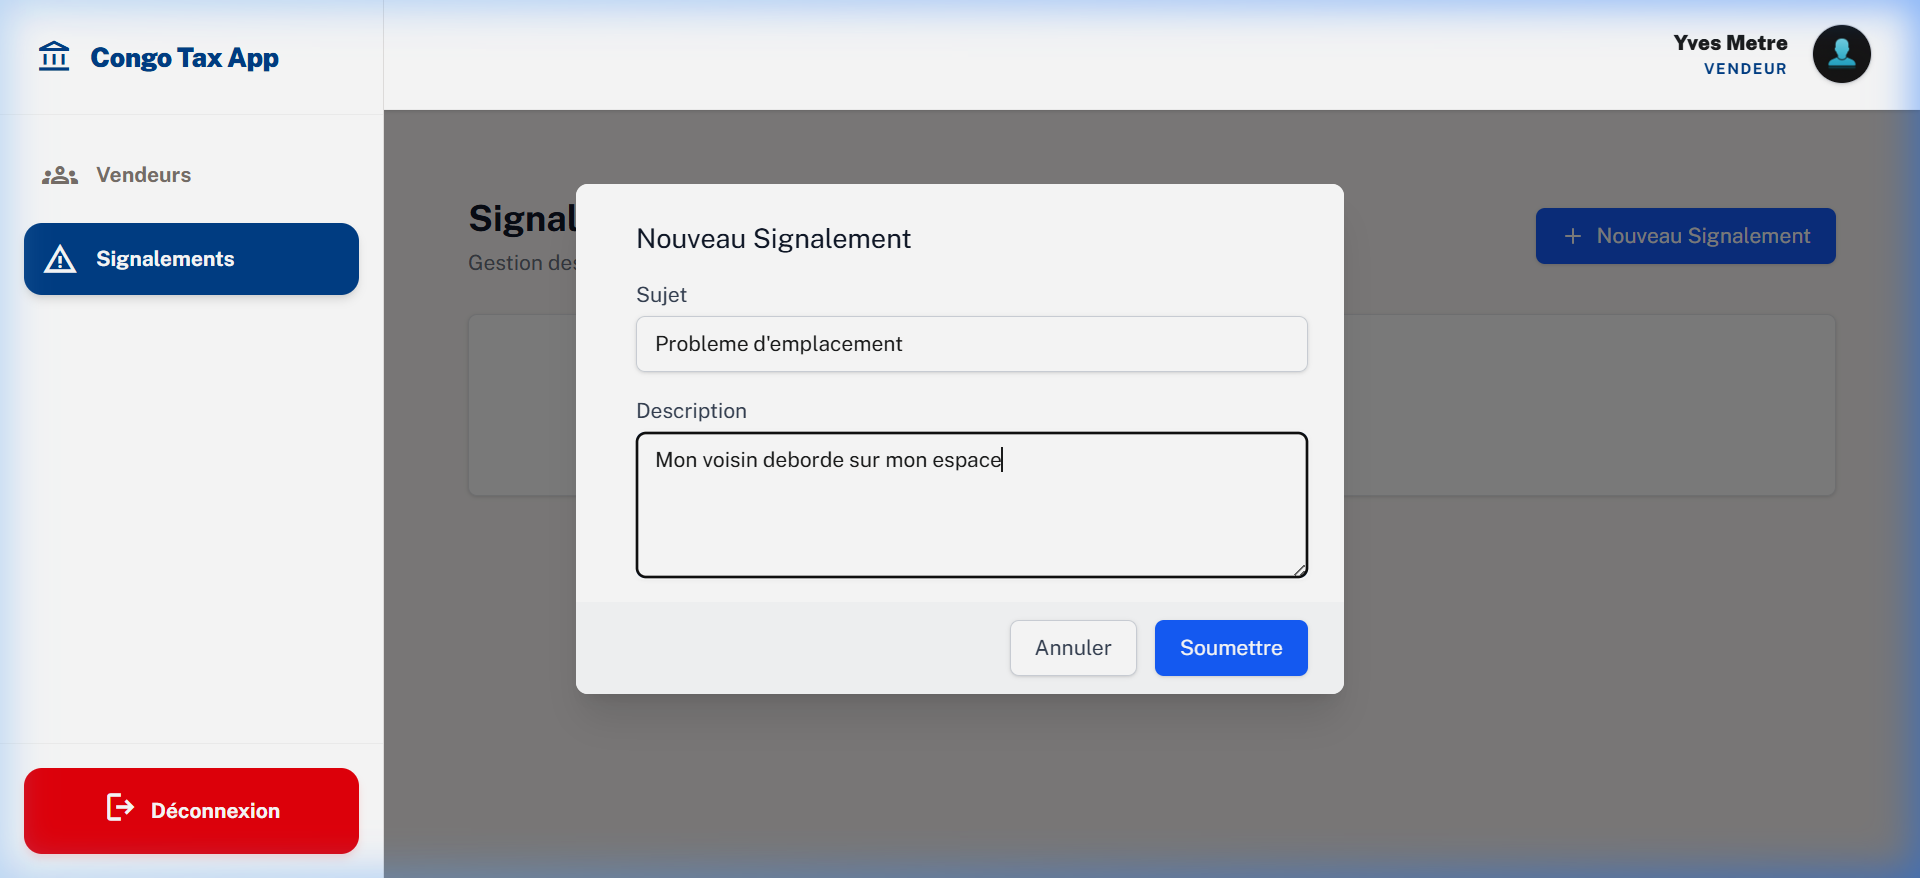 Congo Tax App
Yves Metre
VENDEUR
Vendeurs
Signalements
Déconnexion
Signal
Gestion des
+ Nouveau Signalement
Nouveau Signalement
Sujet
Probleme d'emplacement
Description
Mon voisin deborde sur mon espace
Annuler
Soumettre